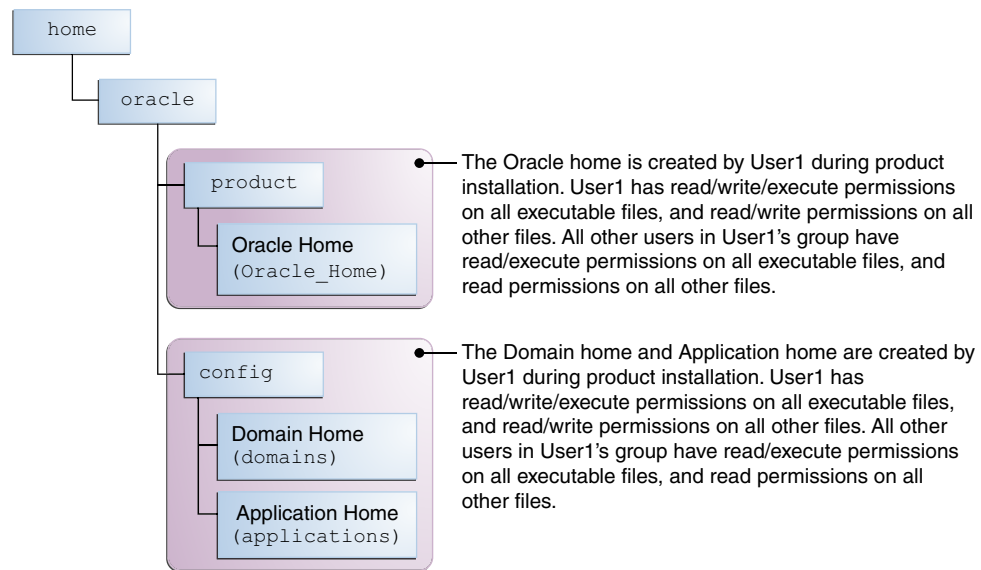 home
oracle
product
Oracle Home
(Oracle_Home)
The Oracle home is created by User1 during product
installation. User1 has read/write/execute permissions
on all executable files, and read/write permissions on all
other files. All other users in User1's group have
read/execute permissions on all executable files, and
read permissions on all other files.
config
Domain Home
(domains)
Application Home
(applications)
The Domain home and Application home are created by
User1 during product installation. User1 has
read/write/execute permissions on all executable files,
and read/write permissions on all other files. All other
users in User1's group have read/execute permissions
on all executable files, and read permissions on all
other files.